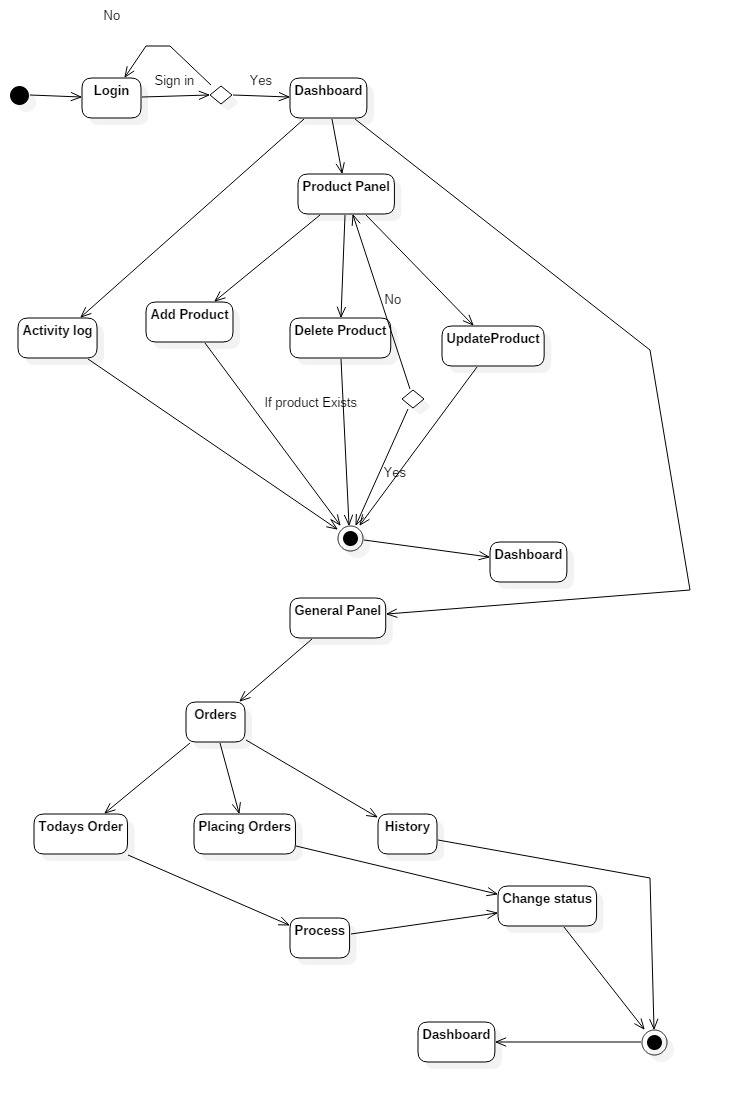 No
Sign in
Yes
Login
Dashboard
Product Panel
No
Add Product
Activity log
Delete Product
UpdateProduct
If product Exists
Yes
Dashboard
General Panel
Orders
Todays Order
Placing Orders
History
Change status
Process
Dashboard